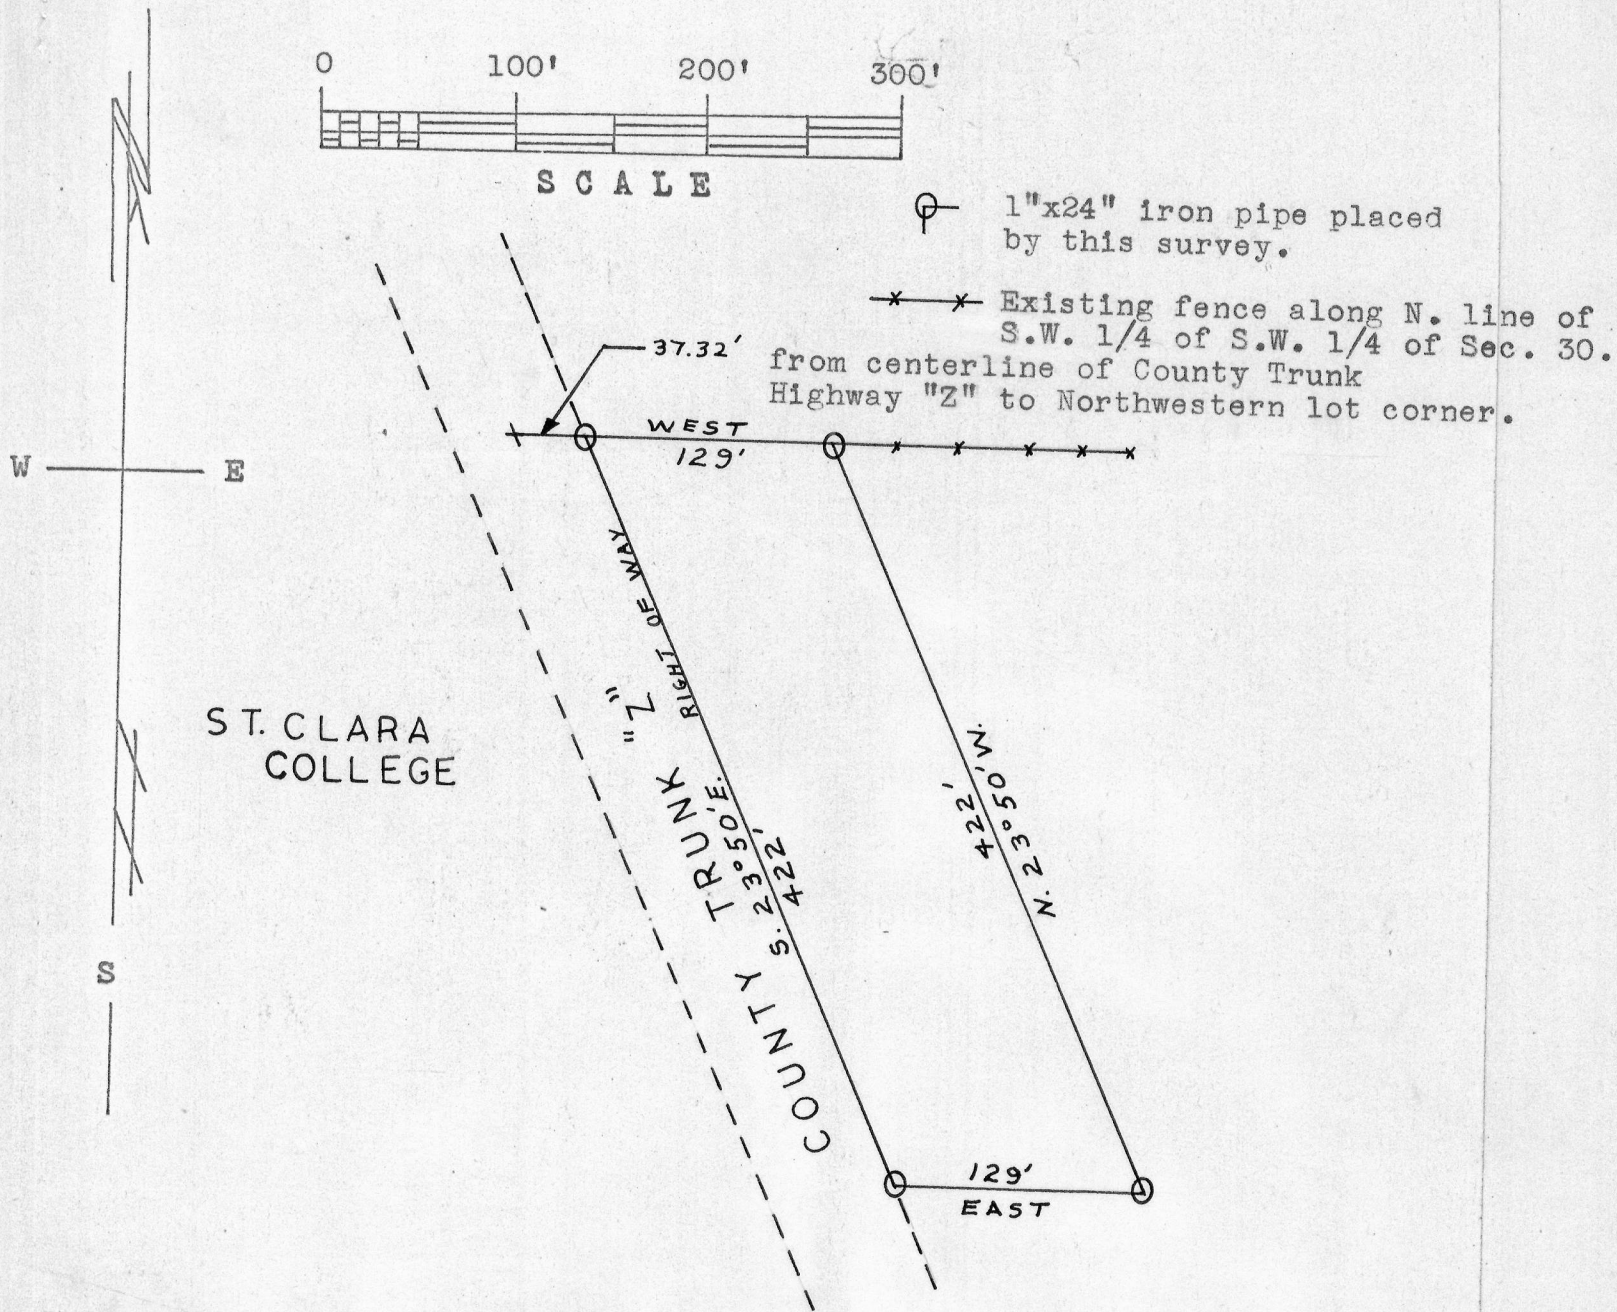 0 100' 200' 300'
SCALE
1"x24" iron pipe placed
by this survey.
Existing fence along N. line of
S.W. 1/4 of S.W. 1/4 of Sec. 30.
37.32'
from centerline of County Trunk
Highway "Z" to Northwestern lot corner.
N
WEST
129'
W E
RIGHT OF WAY
ST. CLARA
COLLEGE
COUNTY TRUNK "Z"
S. 23°50'E.
422'
422'
N. 23°50'W.
S
129'
EAST